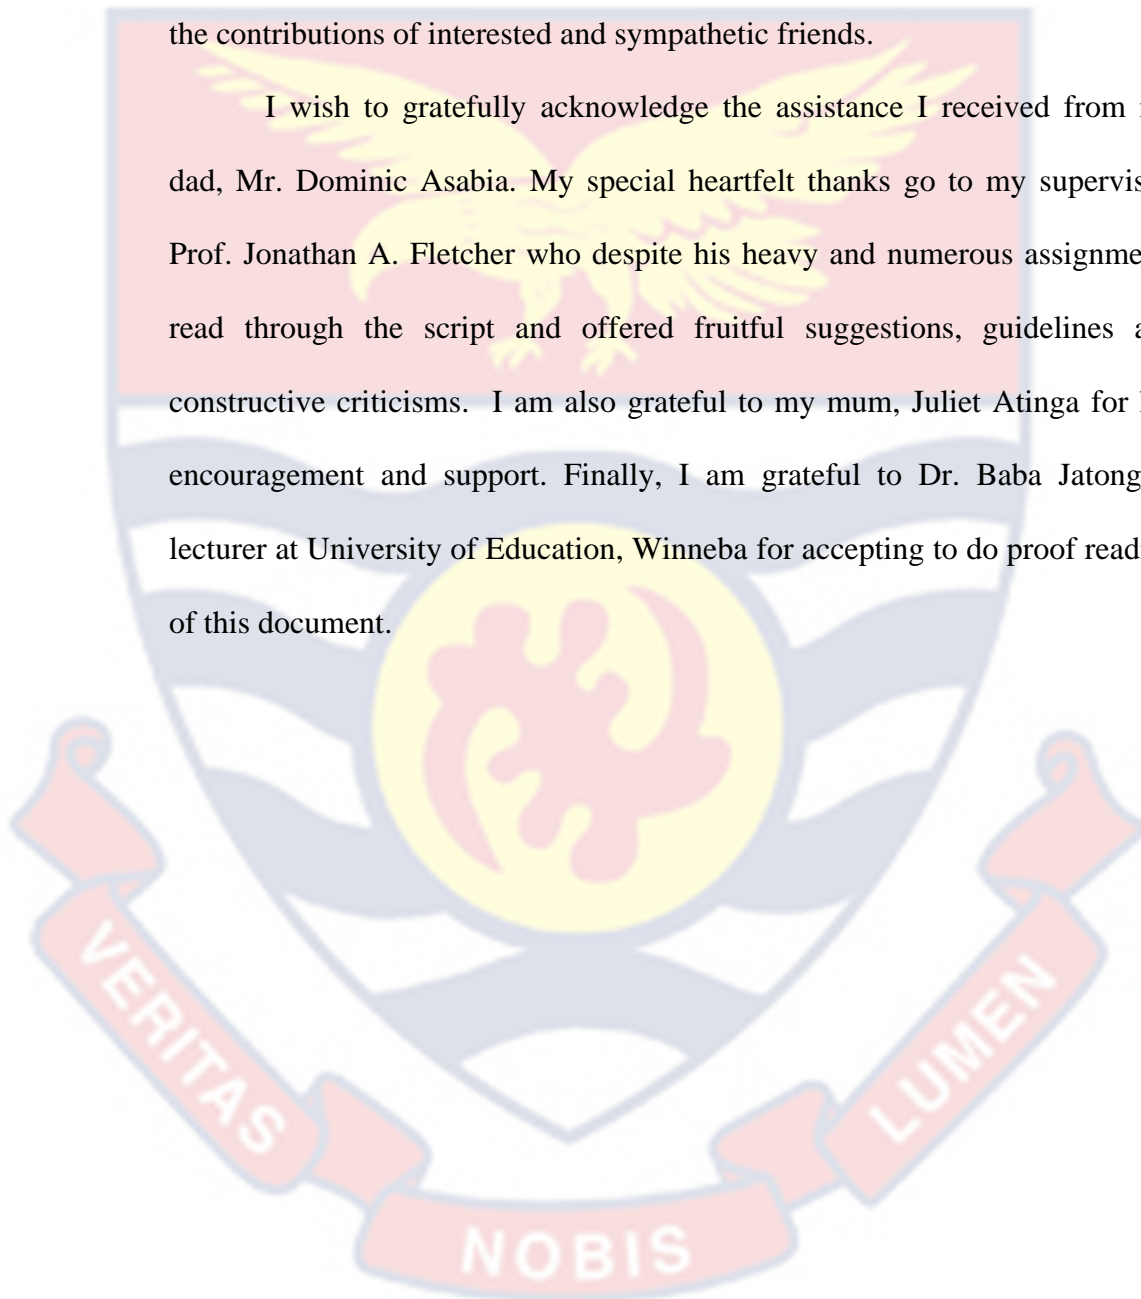 the contributions of interested and sympathetic friends.
I wish to gratefully acknowledge the assistance I received from
dad, Mr. Dominic Asabia. My special heartfelt thanks go to my supervis
Prof. Jonathan A. Fletcher who despite his heavy and numerous assignme
read through the script and offered fruitful suggestions, guidelines a
constructive criticisms. I am also grateful to my mum, Juliet Atinga for
encouragement and support. Finally, I am grateful to Dr. Baba Jatong
lecturer at University of Education, Winneba for accepting to do proof read
of this document.
VERITAS
NOBIS
LUMEN